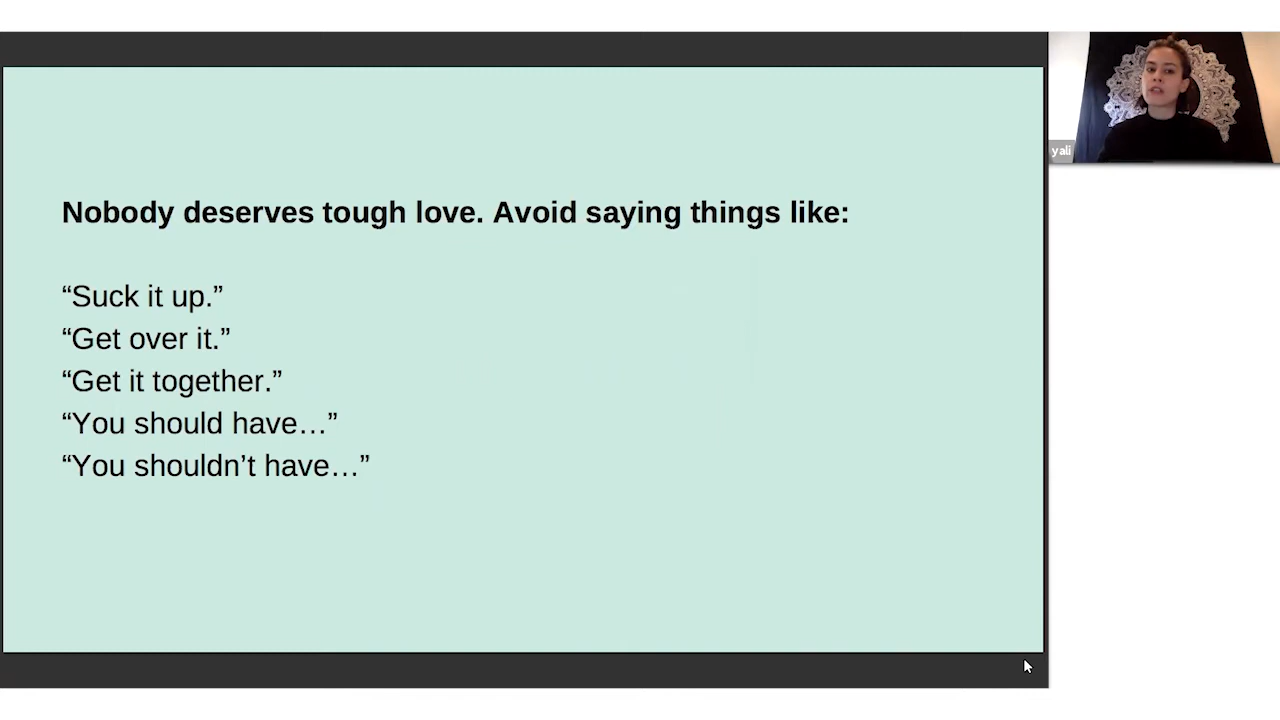 Nobody deserves tough love. Avoid saying things like:
“Suck it up.”
“Get over it.”
“Get it together.”
“You should have…”
“You shouldn’t have…”
yali